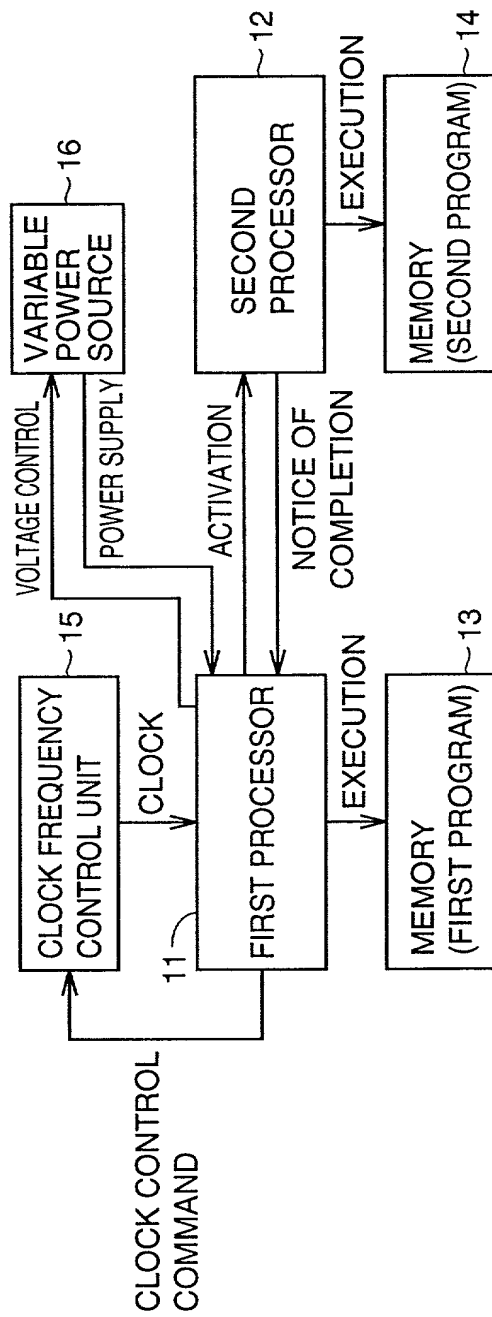 CLOCK CONTROL
COMMAND
CLOCK FREQUENCY
CONTROL UNIT
15
CLOCK
VOLTAGE CONTROL
POWER SUPPLY
VARIABLE
POWER
SOURCE
16
11
FIRST PROCESSOR
ACTIVATION
NOTICE OF
COMPLETION
SECOND
PROCESSOR
12
EXECUTION
MEMORY
(FIRST PROGRAM)
13
EXECUTION
MEMORY
(SECOND PROGRAM)
14